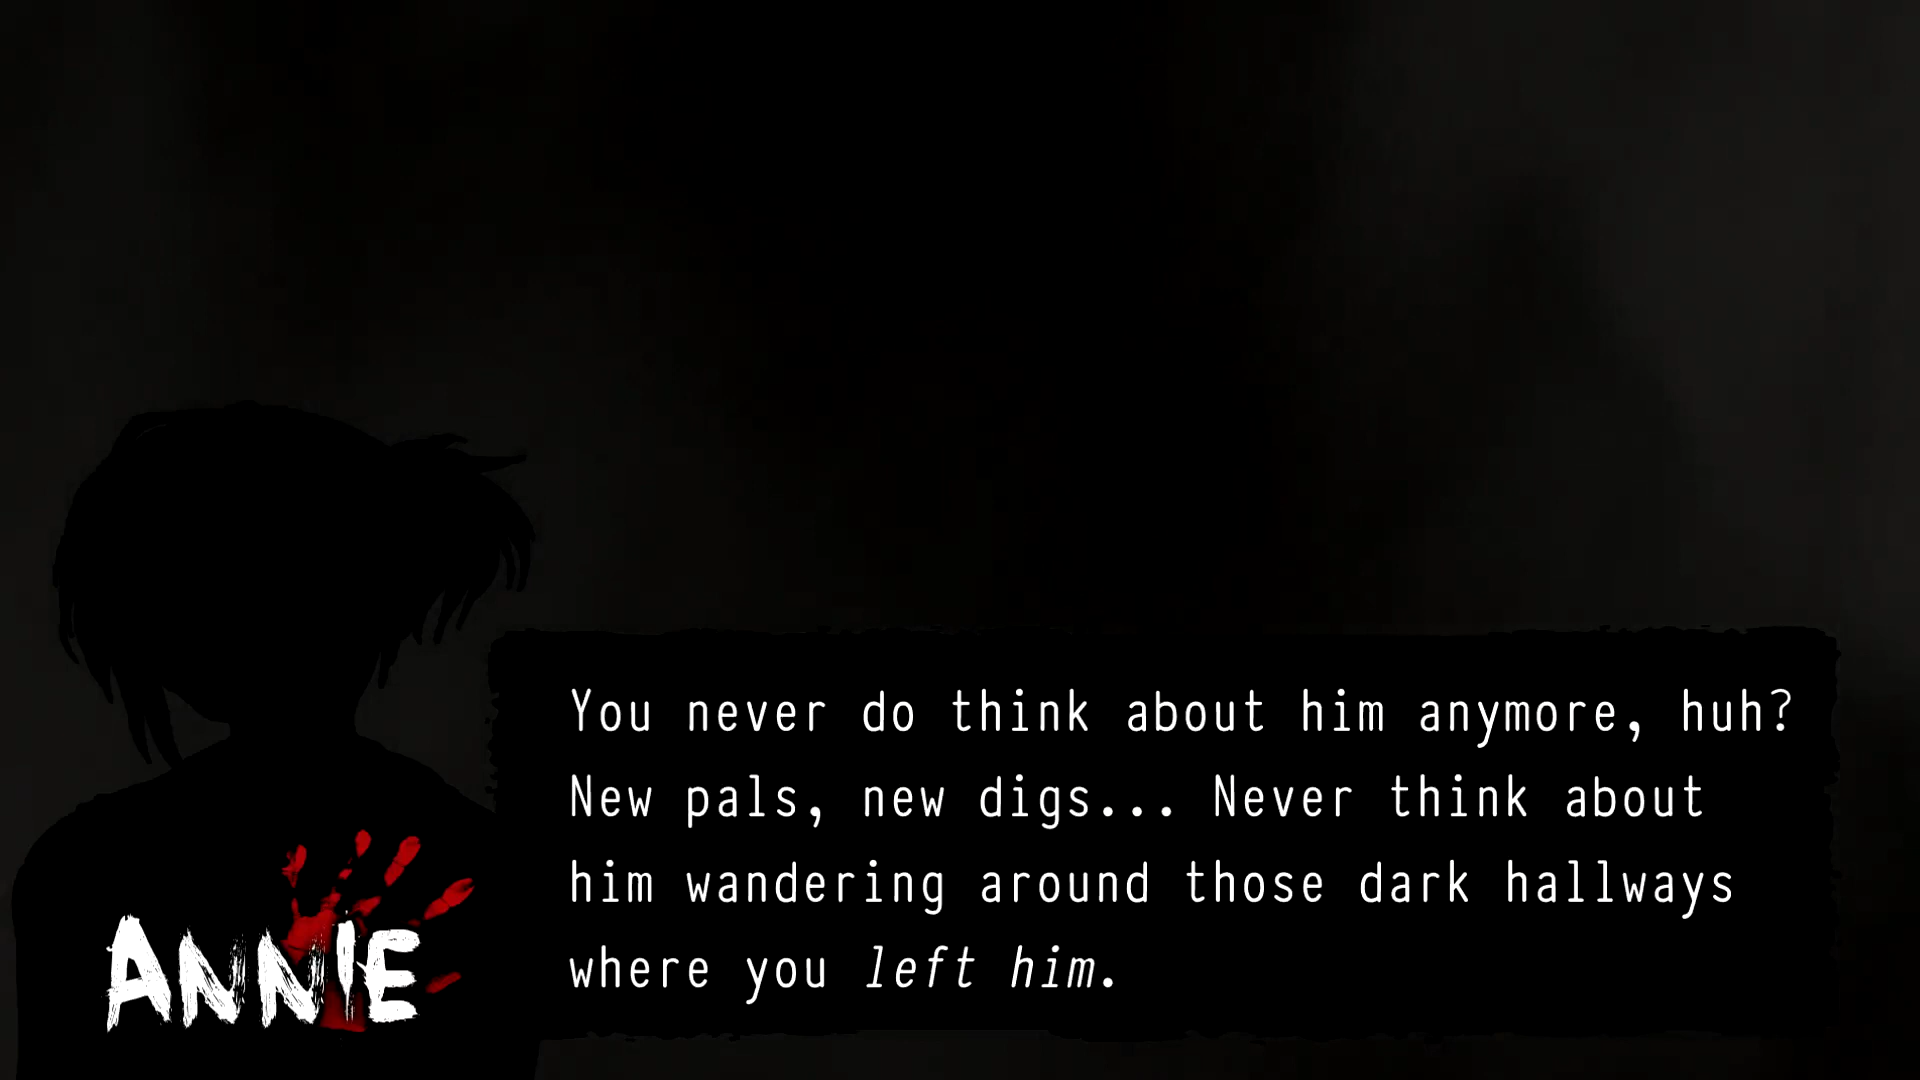 You never do think about him anymore, huh?
New pals, new digs... Never think about
him wandering around those dark hallways
where you left him.
ANNIE